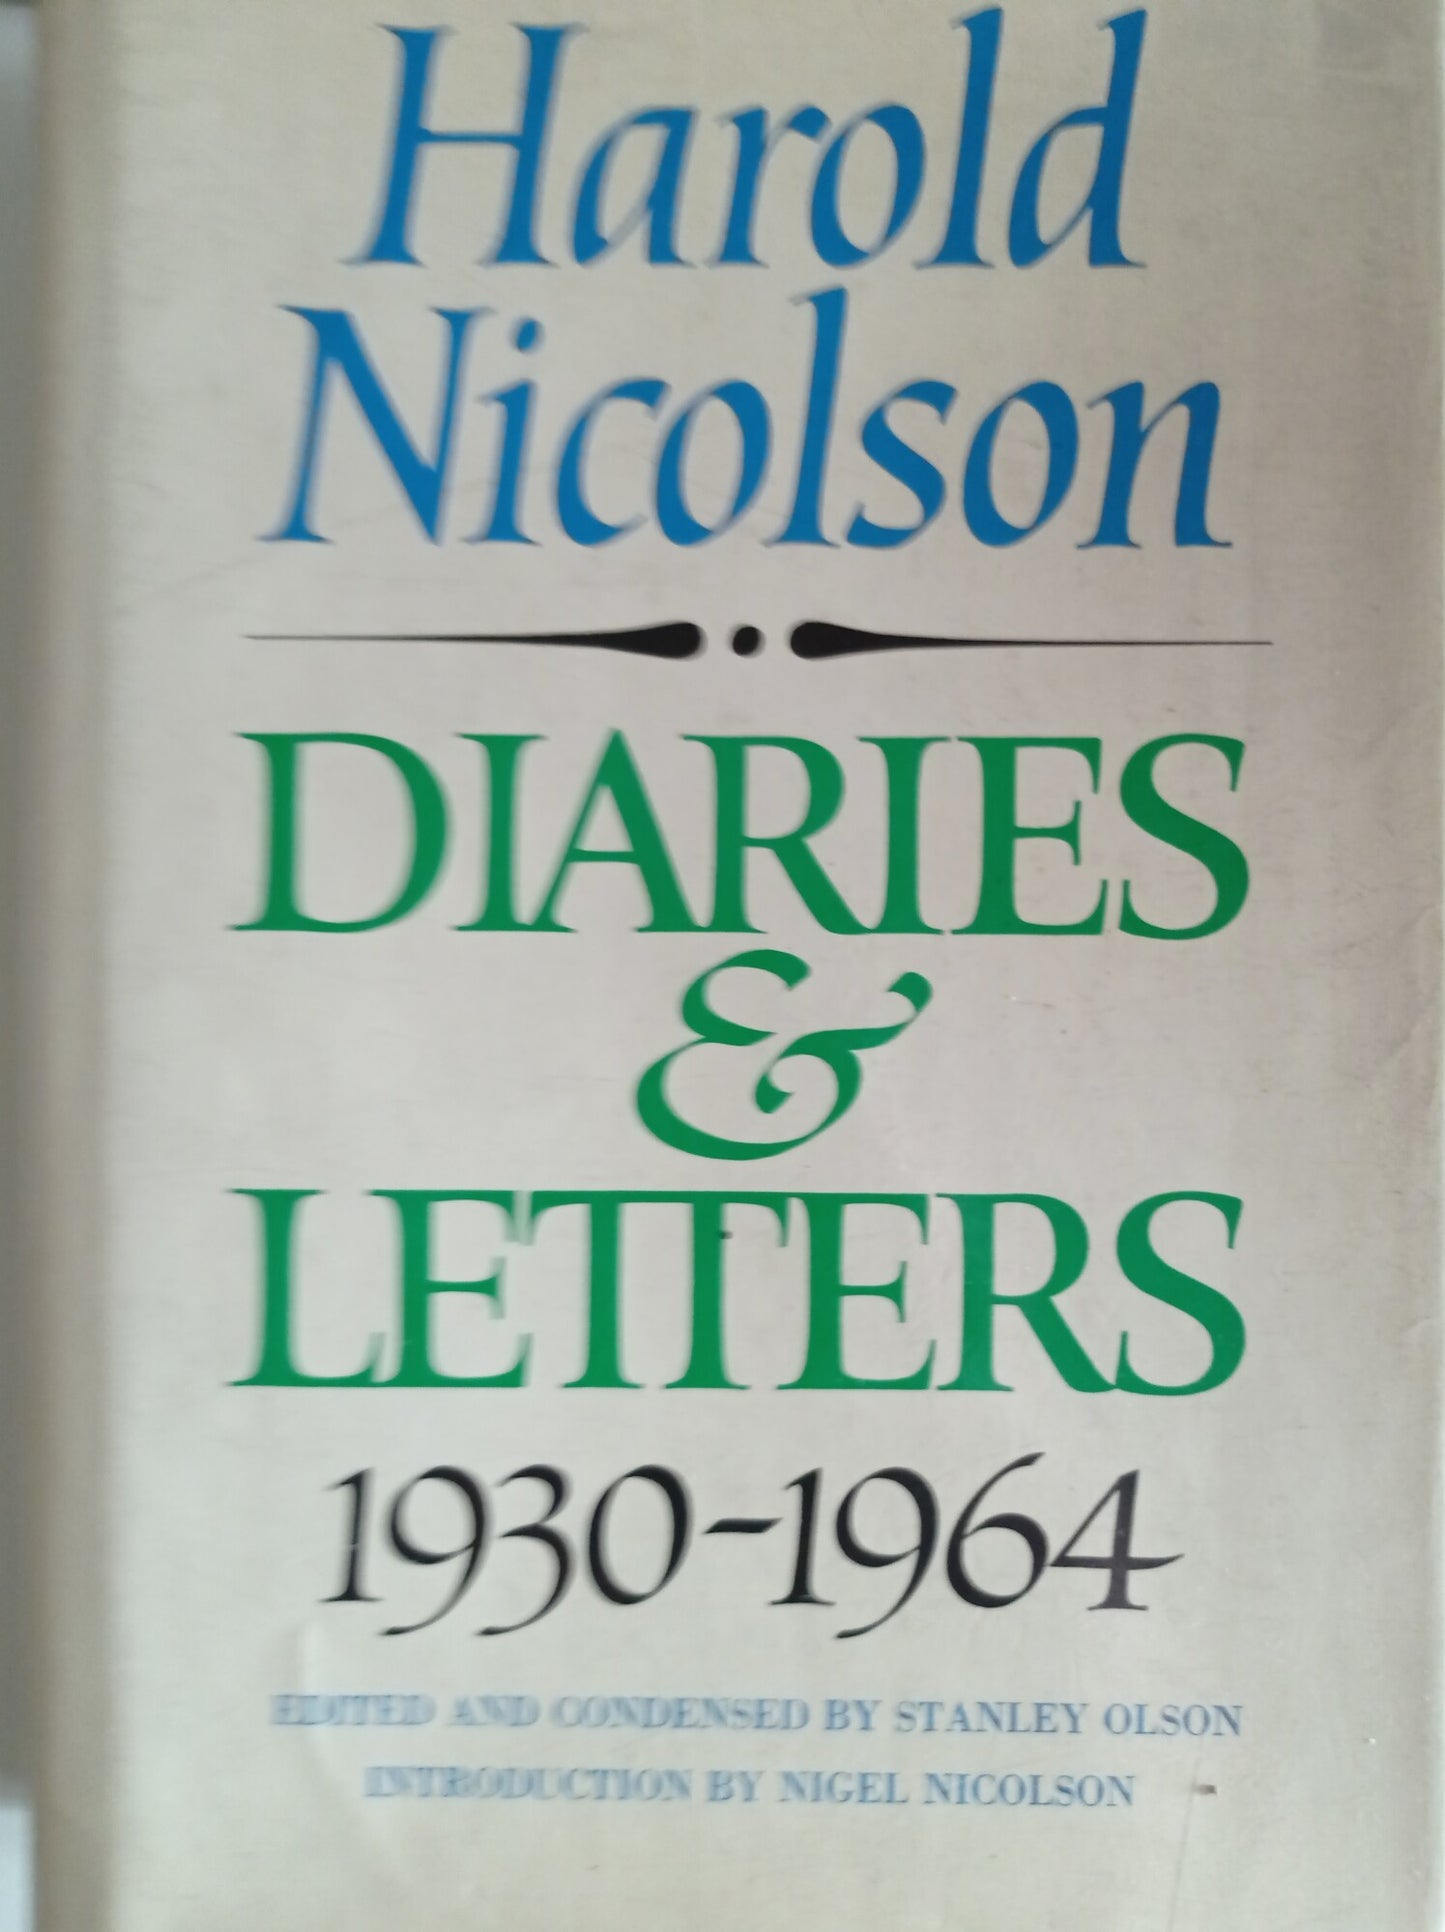 Harold
Nicolson
DIARIES
&
LETTERS
1930-1964
EDITED AND CONDENSED BY STANLEY OLSON
INTRODUCTION BY NIGEL NICOLSON